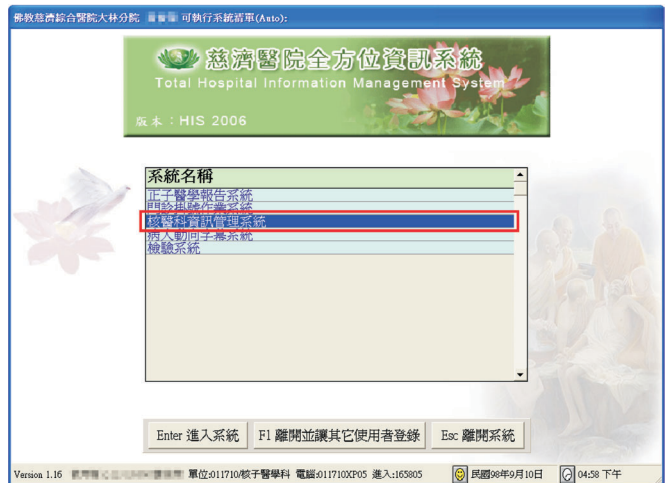 佛教慈濟綜合醫院大林分院 可執行系統清單(Auto):
慈濟醫院全方位資訊系統
Total Hospital Information Management System
版本：HIS 2006
系統名稱
正子醫學報告系統
門診掛號作業系統
核醫科資訊管理系統
病人動向字幕系統
檢驗系統
Enter 進入系統 F1 離開並讓其它使用者登錄 Esc 離開系統
Version 1.16 單位:011710/核子醫學科 電腦:011710XP05 進入:165805 民國98年9月10日 04:58 下午